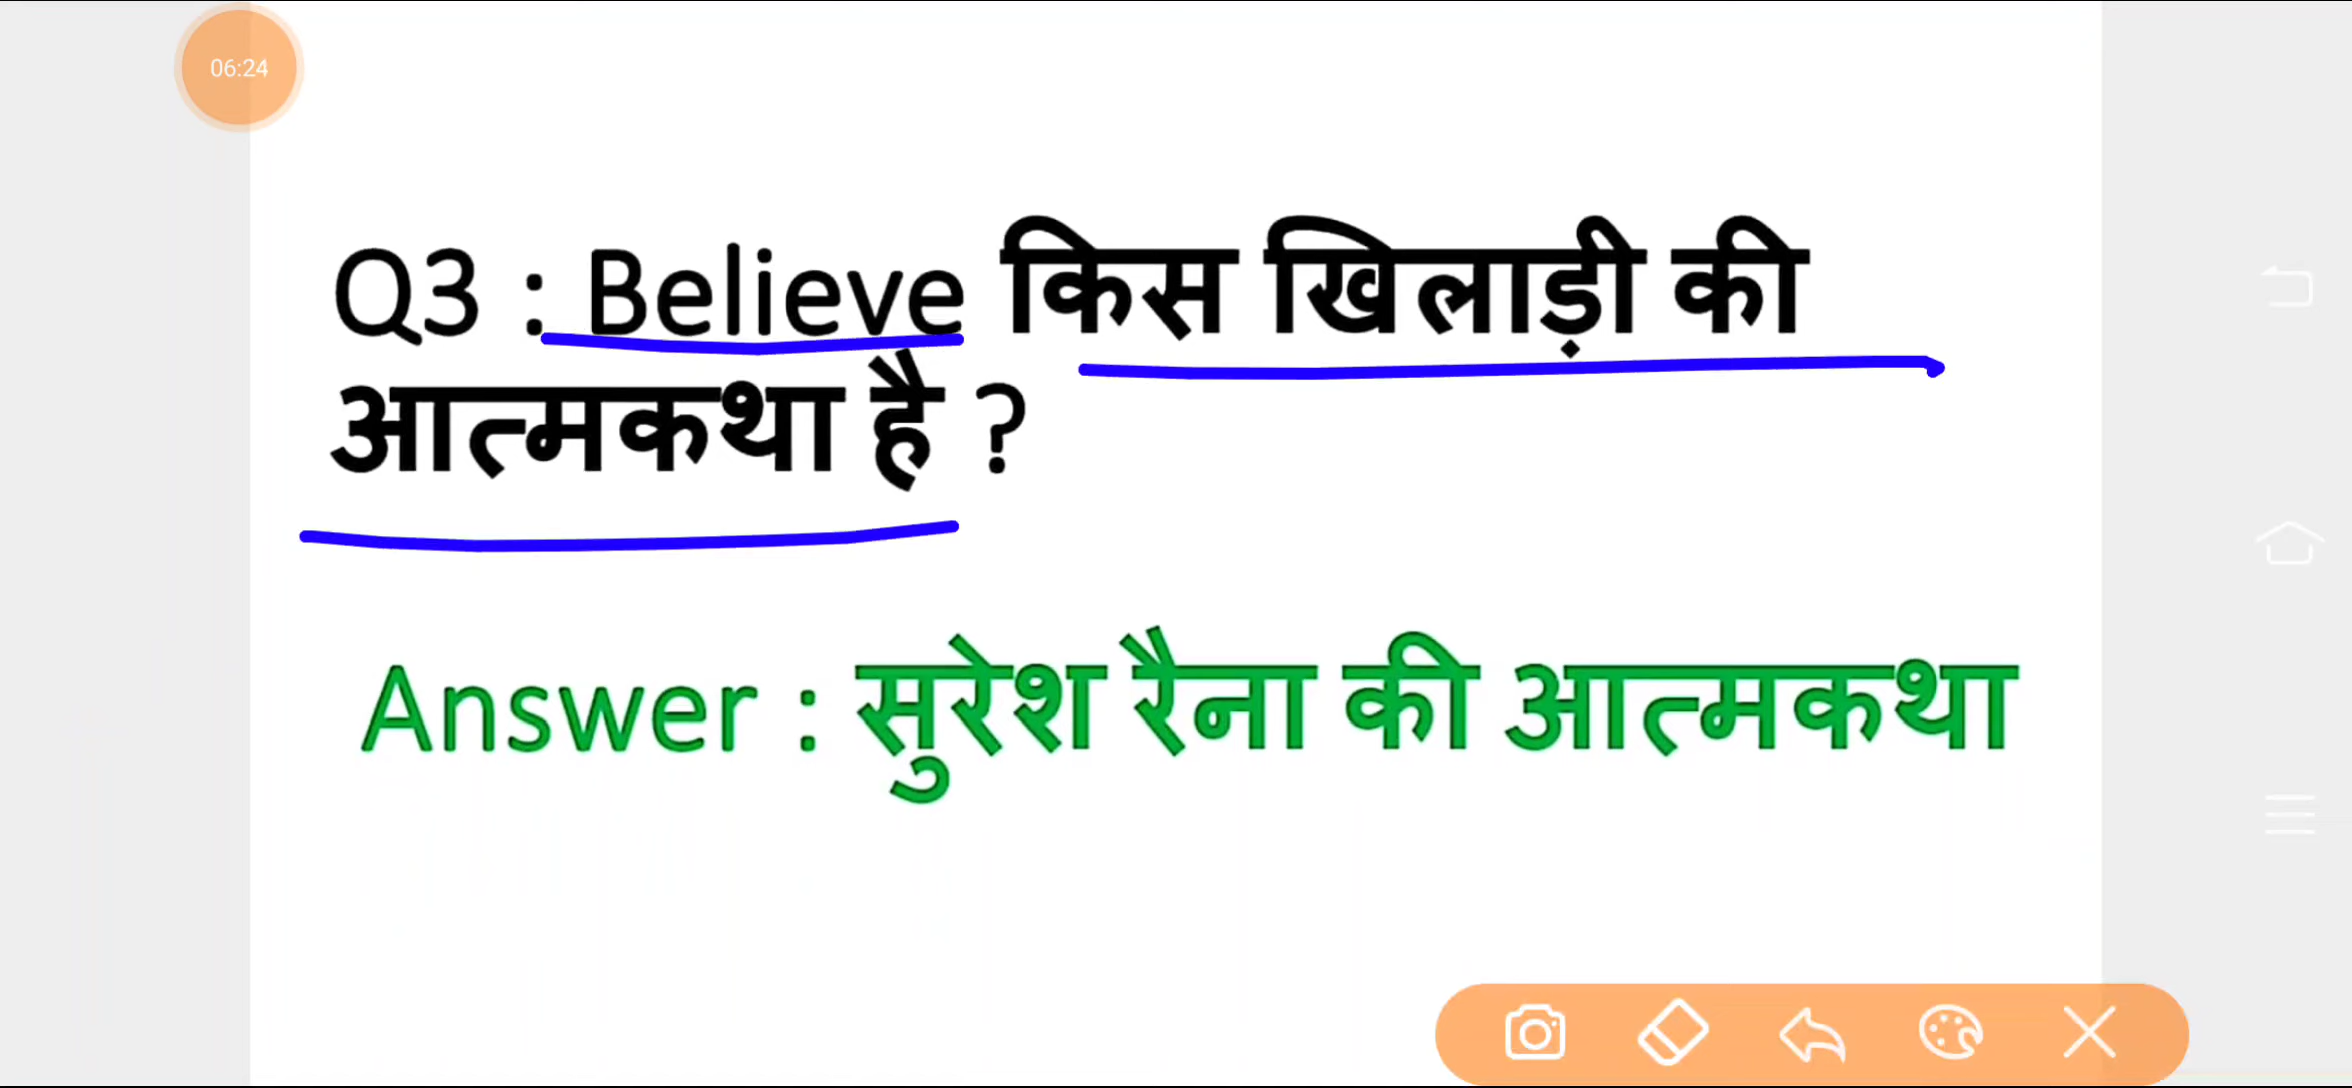 06:24
Q3 : Believe किस खिलाड़ी की
आत्मकथा है ?
Answer : सुरेश रैना की आत्मकथा